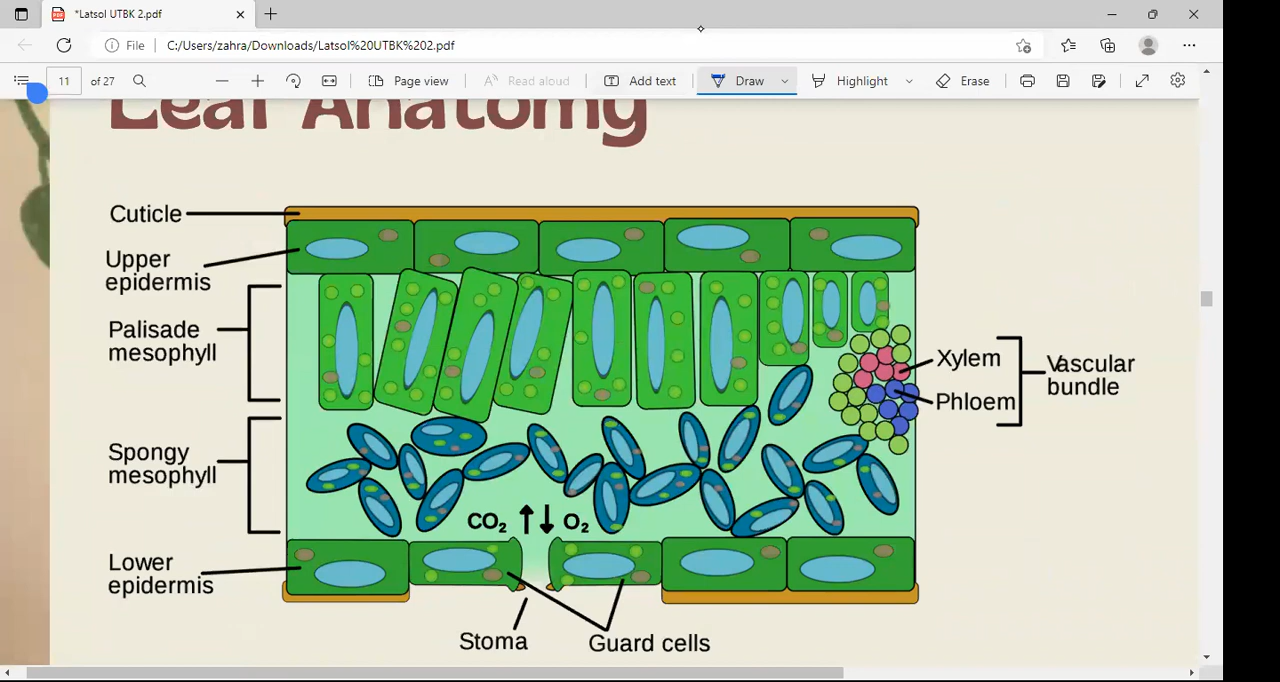 *Latsol UTBK 2.pdf
File C:/Users/zahra/Downloads/Latsol%20UTBK%202.pdf
11 of 27 Page view Read aloud Add text Draw Highlight Erase
Leaf Anatomy
Cuticle
Upper
epidermis
Palisade
mesophyll
Xylem
Phloem
Vascular
bundle
Spongy
mesophyll
CO₂ O₂
Lower
epidermis
Stoma
Guard cells